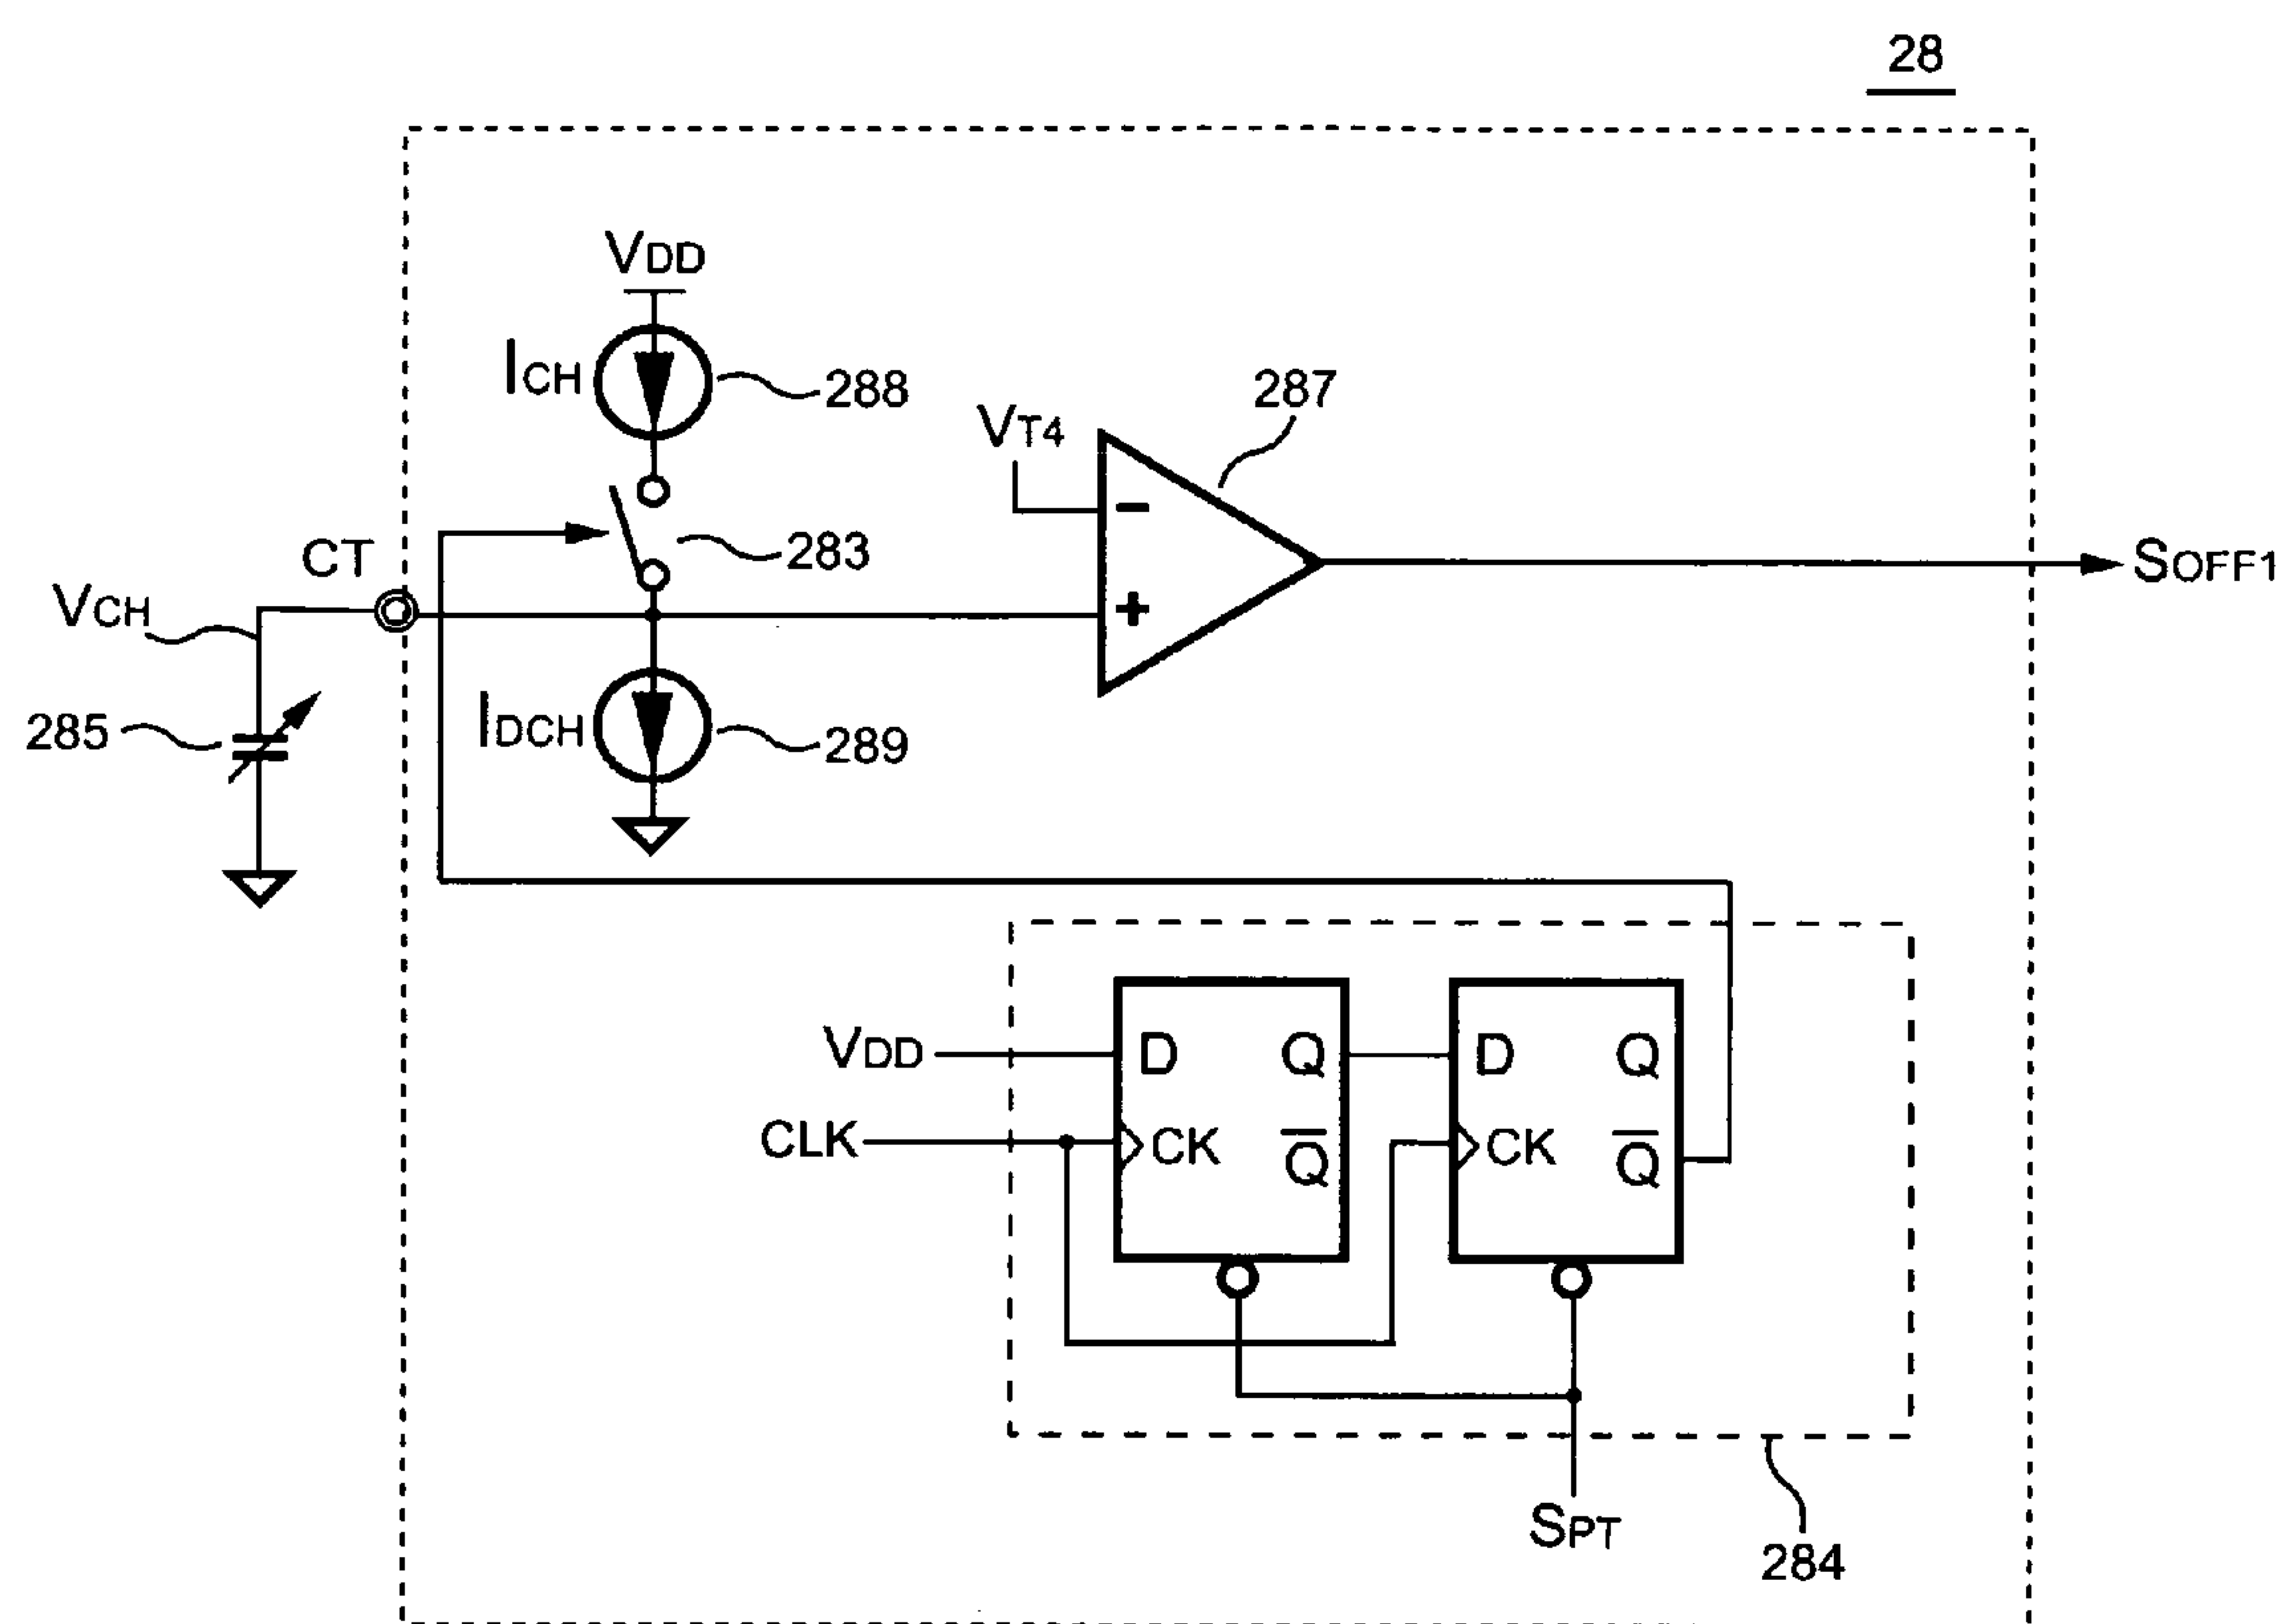 28
VDD
ICH
288
VT4
287
283
CT
SOFF1
VCH
IDCH
289
285
VDD
D
Q
D
Q
CLK
CK
Q
CK
Q
SPT
284